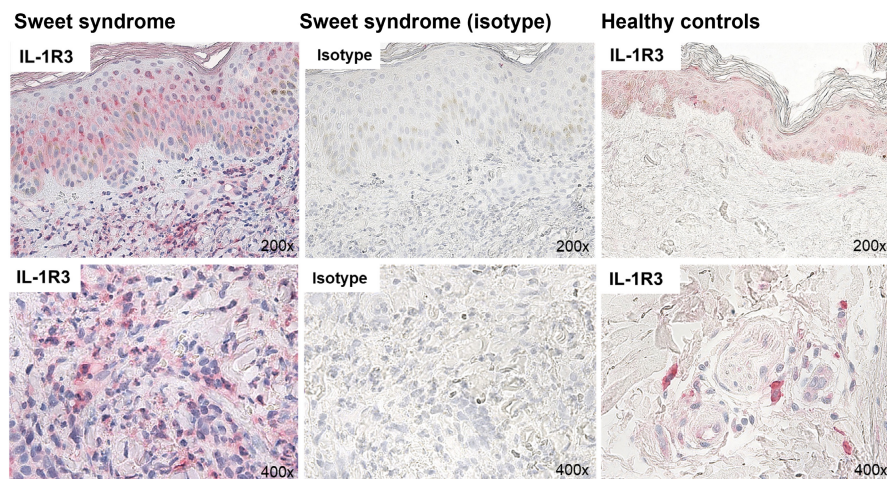 Sweet syndrome
Sweet syndrome (isotype)
Healthy controls
IL-1R3
Isotype
IL-1R3
200x
200x
200x
IL-1R3
Isotype
IL-1R3
400x
400x
400x